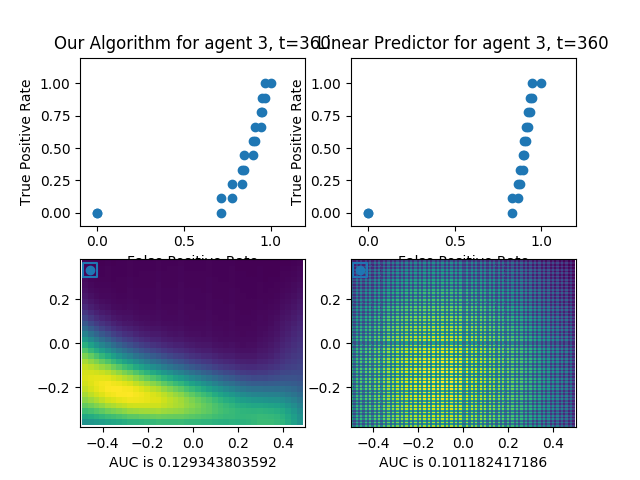 Our Algorithm for agent 3, t=360
Linear Predictor for agent 3, t=360
True Positive Rate
1.00
0.75
0.50
0.25
0.00
0.0 0.5 1.0
False Positive Rate
True Positive Rate
1.00
0.75
0.50
0.25
0.00
0.0 0.5 1.0
False Positive Rate
0.2
0.0
−0.2
−0.4 −0.2 0.0 0.2 0.4
AUC is 0.129343803592
0.2
0.0
−0.2
−0.4 −0.2 0.0 0.2 0.4
AUC is 0.101182417186